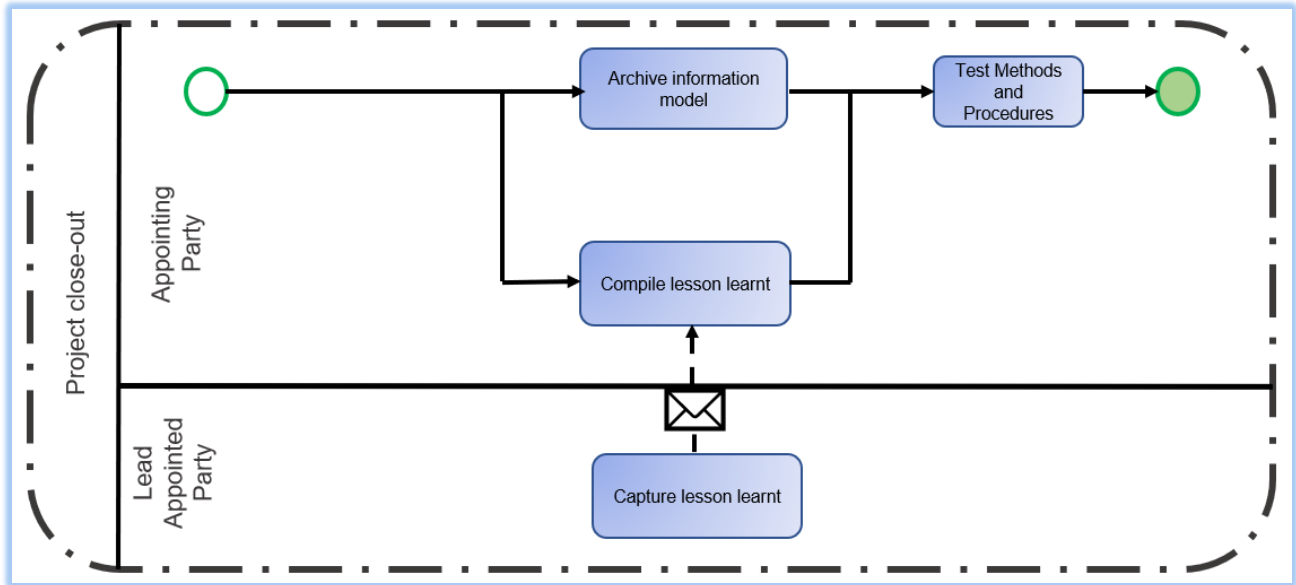 Project close-out
Appointing
Party
Archive information
model
Test Methods
and
Procedures
Compile lesson learnt
Lead
Appointed
Party
Capture lesson learnt